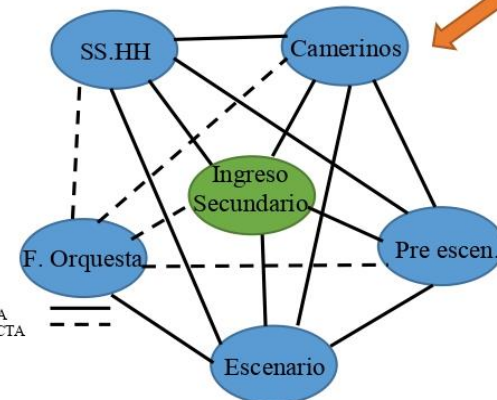 SS.HH
Camerinos
Ingreso
Secundario
F. Orquesta
Pre escen.
Escenario